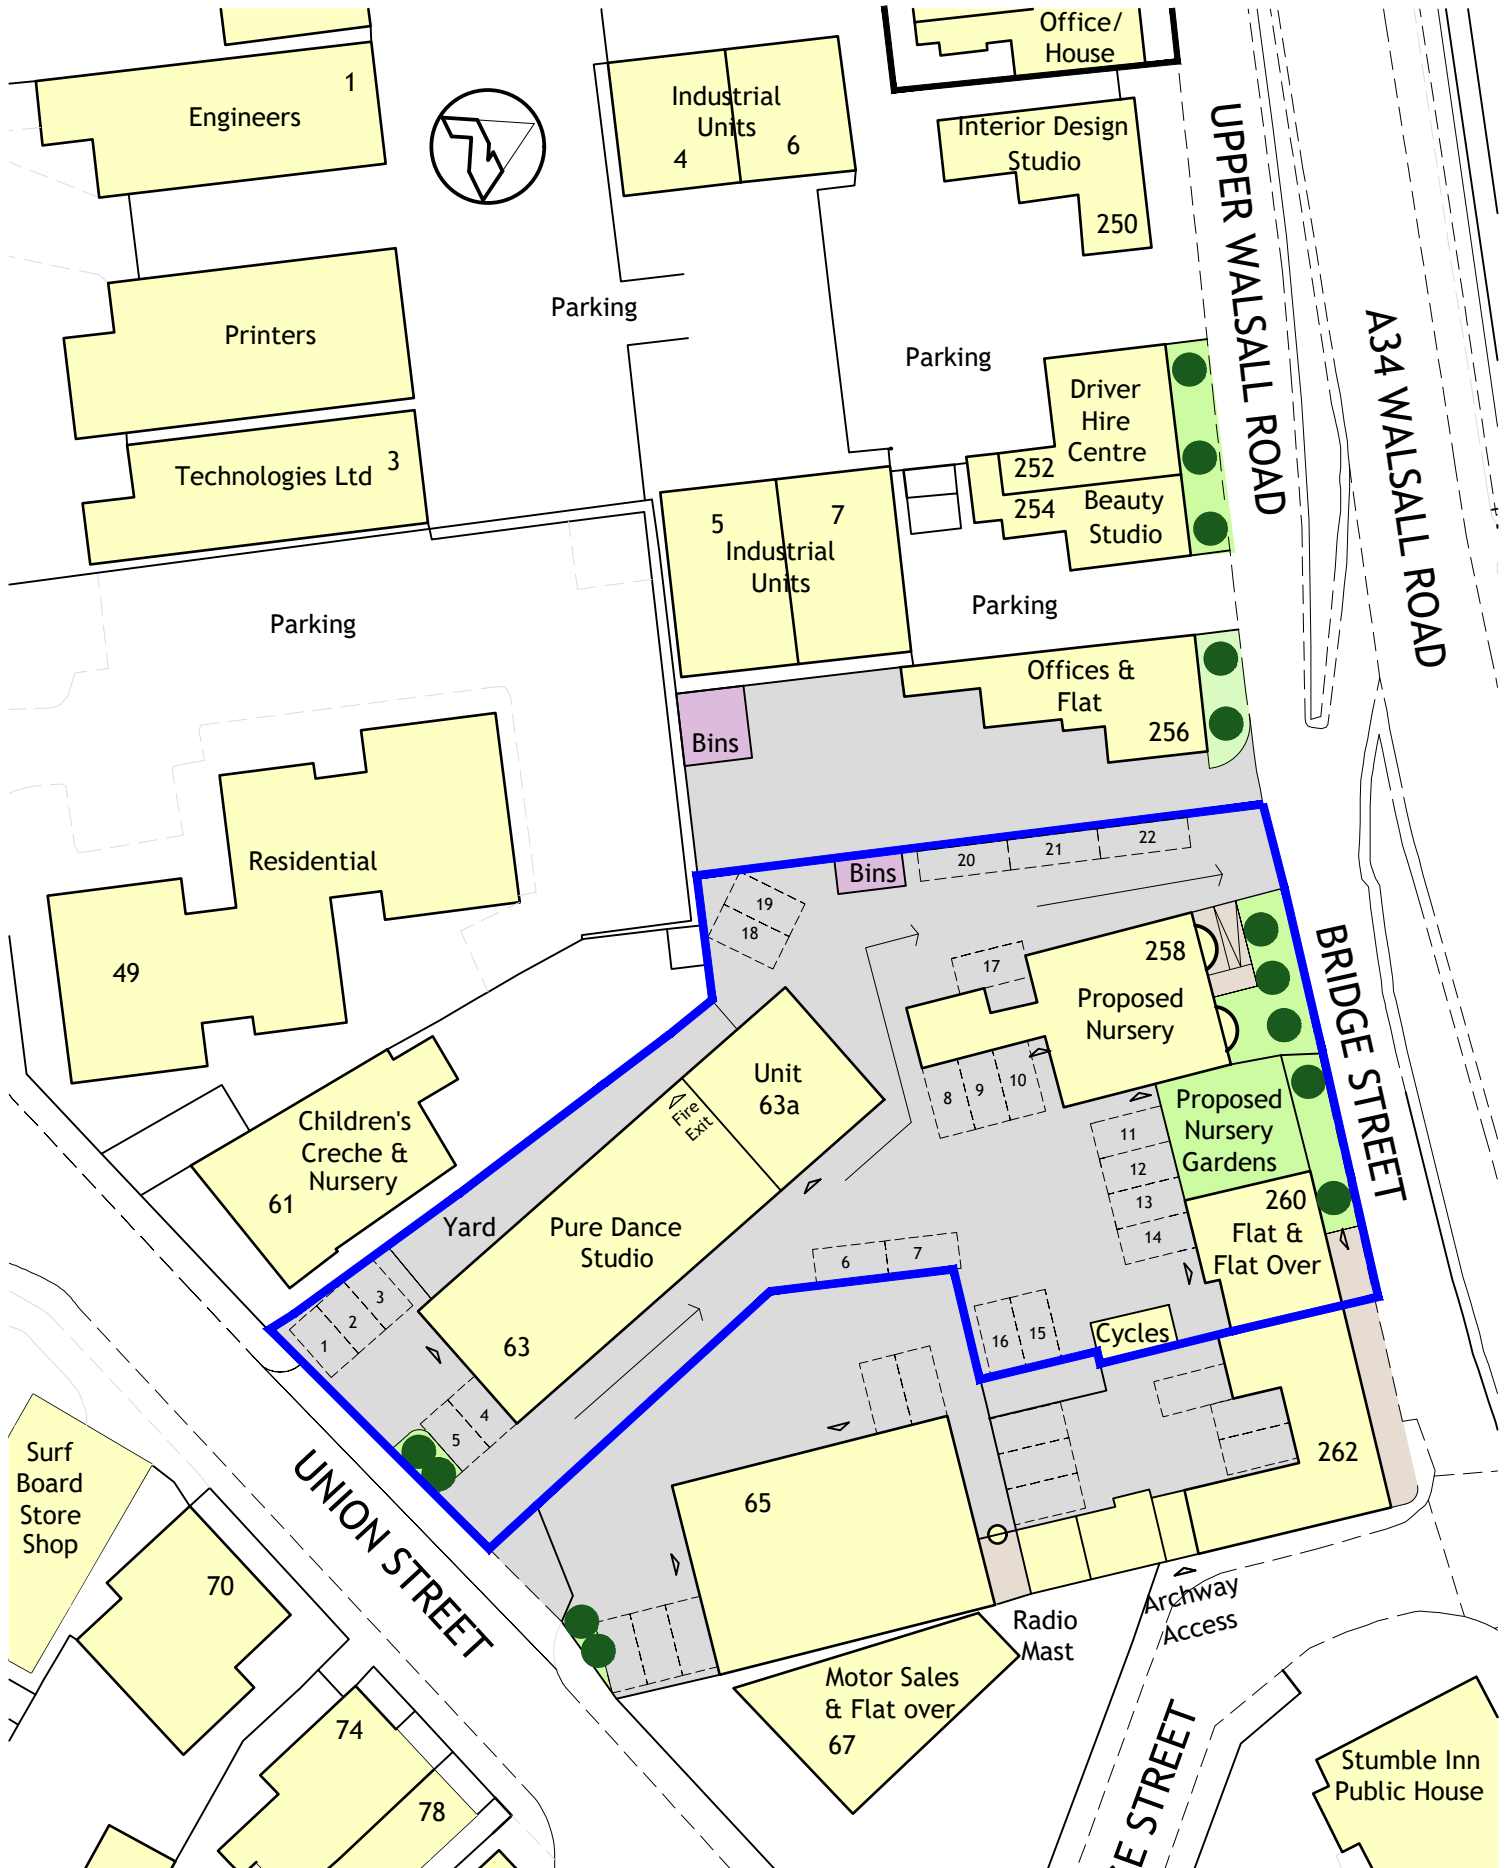 Office/
House
1
Engineers
Industrial
Units
4
6
Interior Design
Studio
250
UPPER WALSALL ROAD
A34 WALSALL ROAD
Parking
Printers
Parking
Driver
Hire
Centre
252
254
Beauty
Studio
Technologies Ltd
3
5
7
Industrial
Units
Parking
Parking
Offices &
Flat
256
Bins
Residential
49
Bins
20
21
22
19
18
17
258
Proposed
Nursery
BRIDGE STREET
Unit
63a
Fire
Exit
8
9
10
11
12
13
14
Proposed
Nursery
Gardens
260
Flat &
Flat Over
Children's
Creche &
Nursery
61
Yard
Pure Dance
Studio
63
6
7
1
2
3
4
5
16
15
Cycles
262
65
Surf
Board
Store
Shop
UNION STREET
70
74
78
Radio
Mast
Archway
Access
Motor Sales
& Flat over
67
E STREET
Stumble Inn
Public House